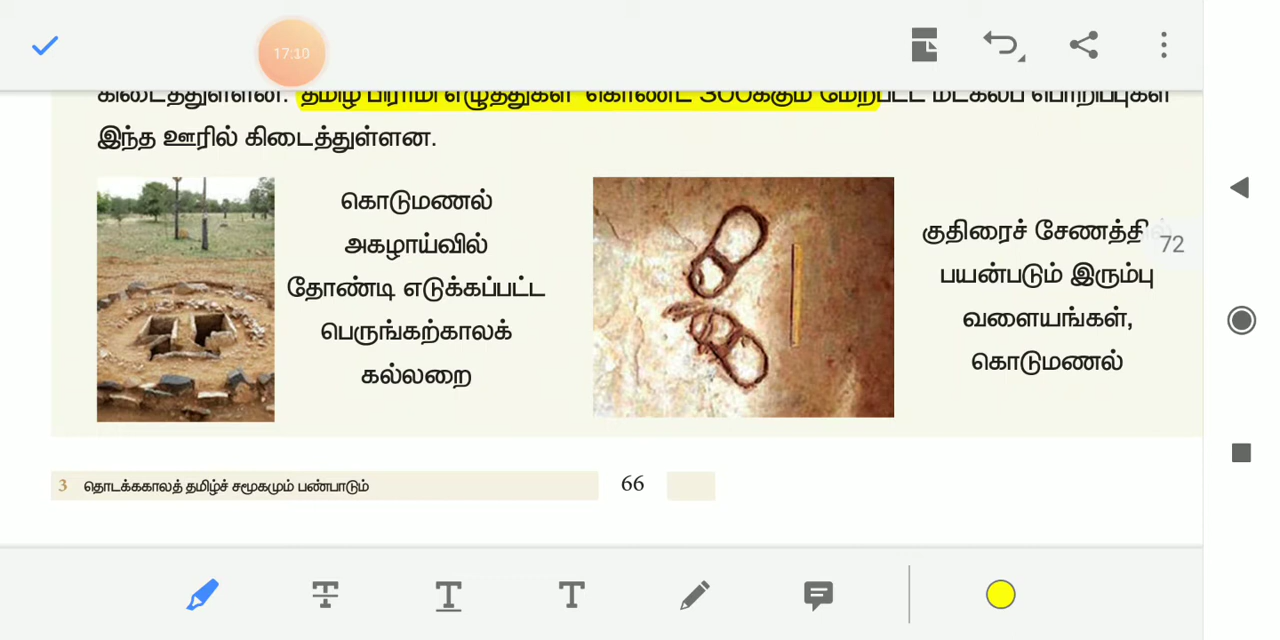 17:10
கிடைத்துள்ளன. தமிழ் பிராமி எழுத்துகள் கொண்ட 300க்கும் மேற்பட்ட மட்கலப் பொறிப்புகள்
இந்த ஊரில் கிடைத்துள்ளன.
கொடுமணல்
அகழாய்வில்
தோண்டி எடுக்கப்பட்ட
பெருங்கற்காலக்
கல்லறை
குதிரைச் சேணத்தில்
பயன்படும் இரும்பு
வளையங்கள்,
கொடுமணல்
72
3 தொடக்ககாலத் தமிழ்ச் சமூகமும் பண்பாடும்
66